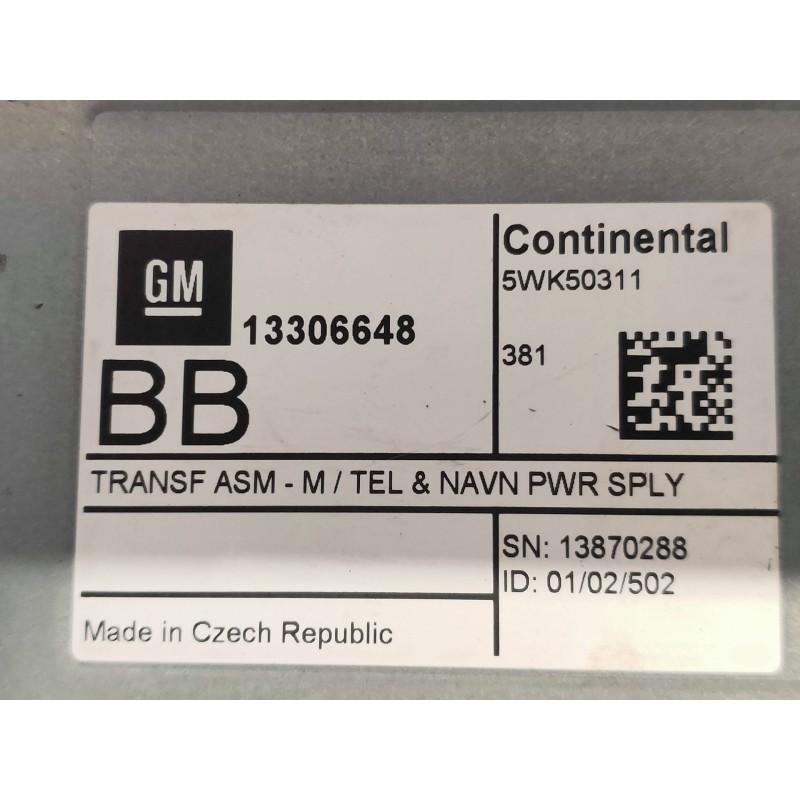 GM
13306648
BB
Continental
5WK50311
381
TRANSF ASM - M / TEL & NAVN PWR SPLY
SN: 13870288
ID: 01/02/502
Made in Czech Republic